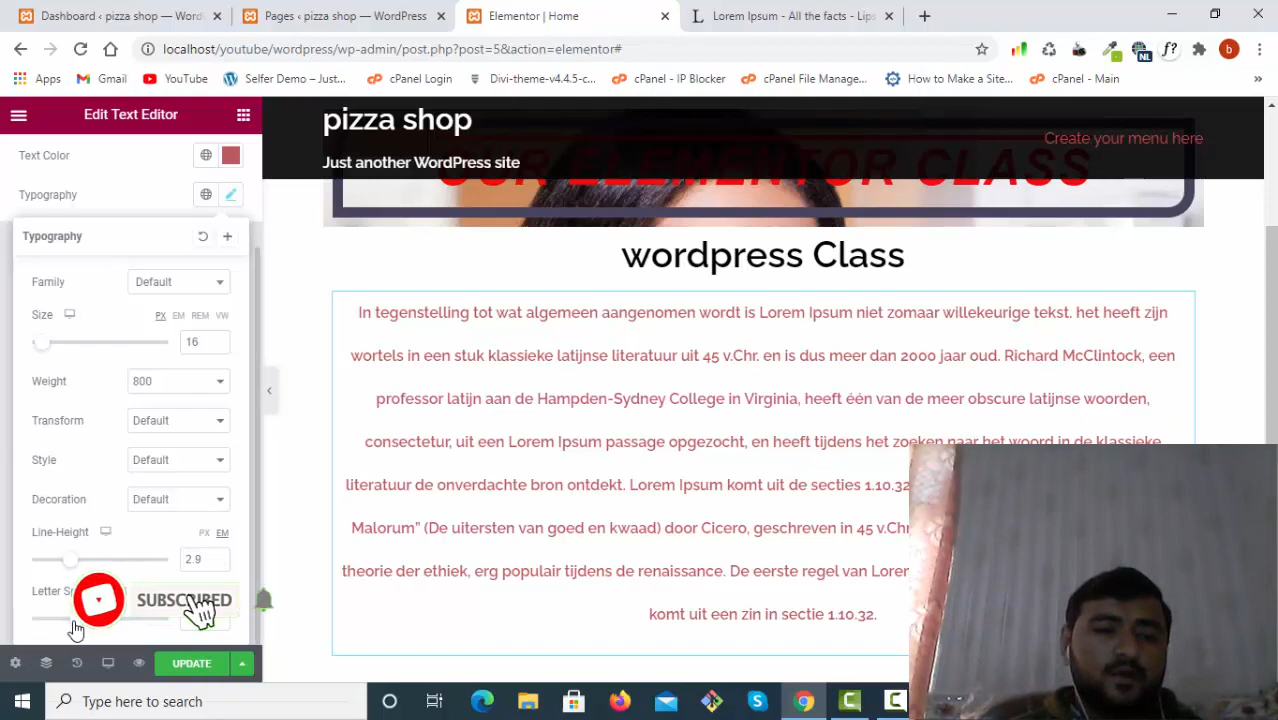 Dashboard ‹ pizza shop — WordP
Pages ‹ pizza shop — WordPress
Elementor | Home
Lorem Ipsum - All the facts - Lips
localhost/youtube/wordpress/wp-admin/post.php?post=5&action=elementor#
NL
b
Apps
Gmail
YouTube
Selfer Demo – Just...
cPanel Login
Divi-theme-v4.4.5-c...
cPanel - IP Blocke
cPanel File Manage...
How to Make a Site...
cPanel - Main
Edit Text Editor
Text Color
Typography
Typography
Family
Default
Size
PX EM REM VW
16
Weight
800
Transform
Default
Style
Default
Decoration
Default
Line-Height
PX EM
2.9
SUBSCRIBED
UPDATE
pizza shop
Just another WordPress site
Create your menu here
OUR ELEMENTOR CLASS
wordpress Class
In tegenstelling tot wat algemeen aangenomen wordt is Lorem Ipsum niet zomaar willekeurige tekst. het heeft zijn
wortels in een stuk klassieke latijnse literatuur uit 45 v.Chr. en is dus meer dan 2000 jaar oud. Richard McClintock, een
professor latijn aan de Hampden-Sydney College in Virginia, heeft één van de meer obscure latijnse woorden,
consectetur, uit een Lorem Ipsum passage opgezocht, en heeft tijdens het zoeken naar het woord in de klassieke
literatuur de onverdachte bron ontdekt. Lorem Ipsum komt uit de secties 1.10.32
Malorum” (De uitersten van goed en kwaad) door Cicero, geschreven in 45 v.Chr
theorie der ethiek, erg populair tijdens de renaissance. De eerste regel van Lorem
komt uit een zin in sectie 1.10.32.
Type here to search